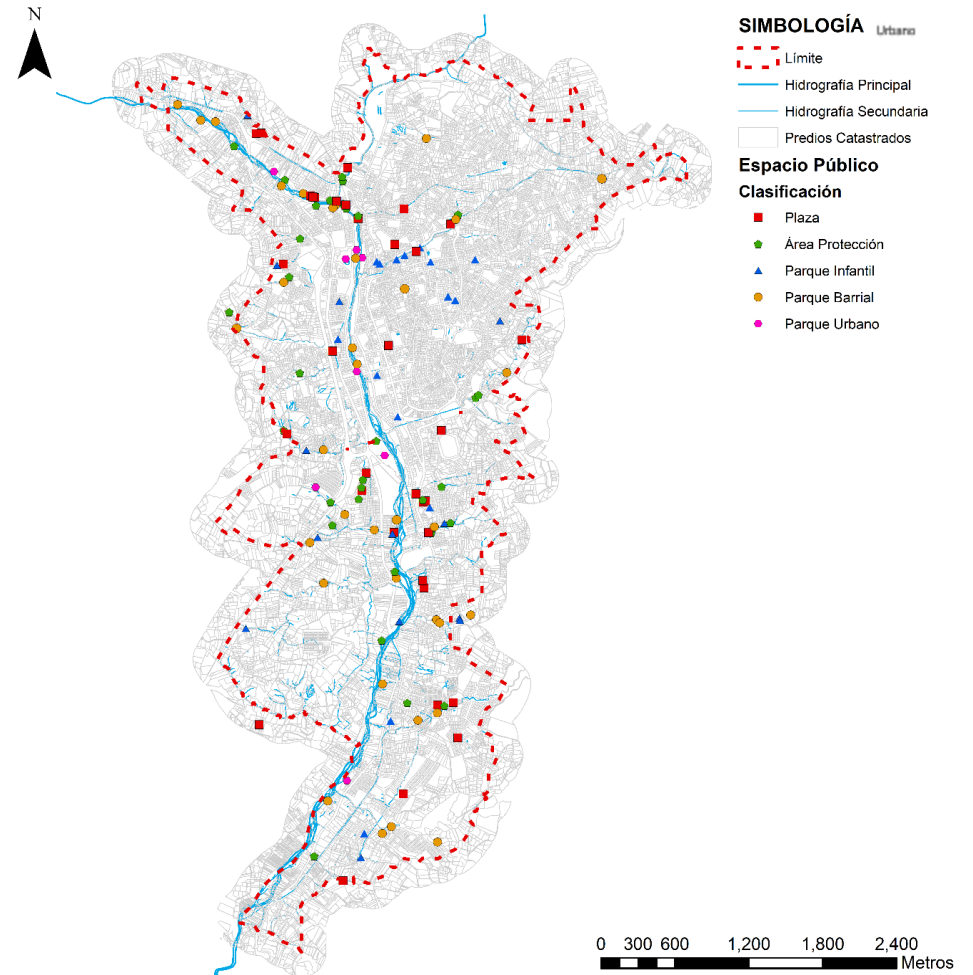 N
SIMBOLOGÍA Urbano
Límite
Hidrografía Principal
Hidrografía Secundaria
Predios Catastrados
Espacio Público
Clasificación
Plaza
Área Protección
Parque Infantil
Parque Barrial
Parque Urbano
0 300 600 1,200 1,800 2,400
Metros